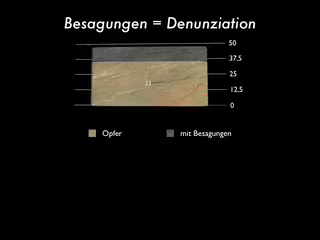 Besagungen = Denunziation
50
37,5
25
33
12,5
0
Opfer
mit Besagungen